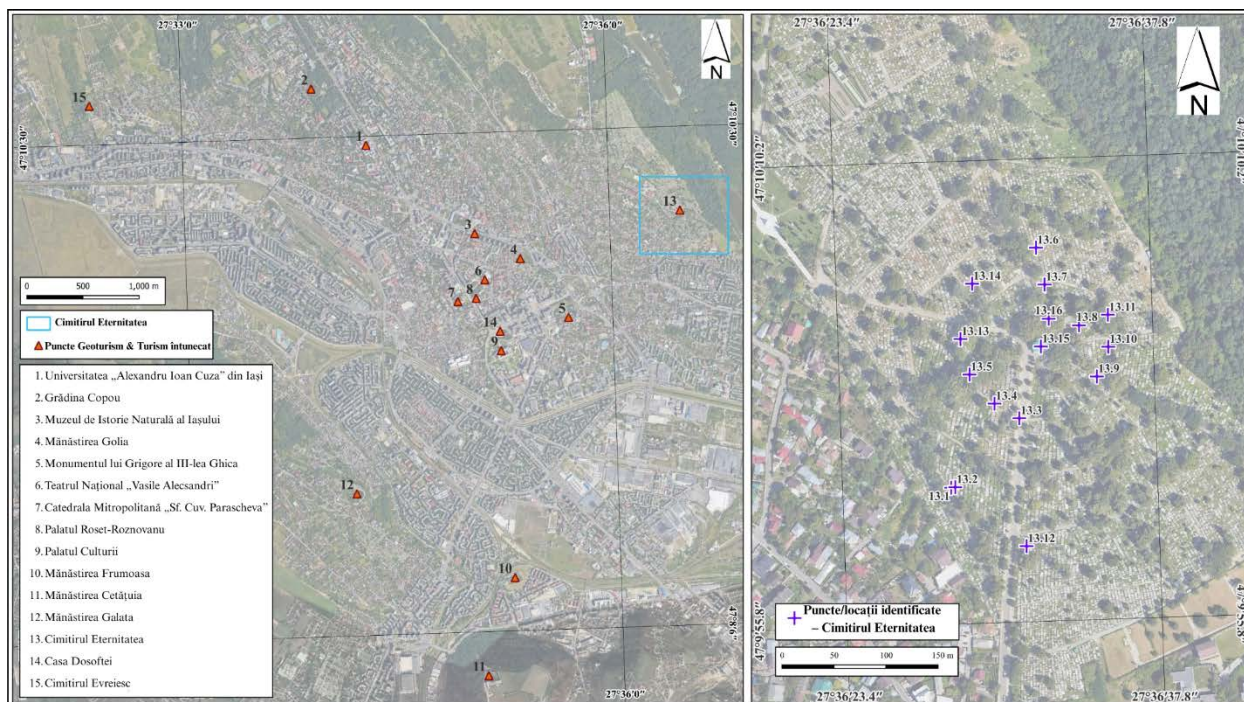 27°33′0″
27°36′0″
N
15
2
1
47°10′30″
47°10′30″
13
3
4
6
7
8
5
14
9
0 500 1,000 m
Cimitirul Eternitatea
Puncte Geoturism & Turism întunecat
1. Universitatea „Alexandru Ioan Cuza” din Iași
2. Grădina Copou
3. Muzeul de Istorie Naturală al Iașului
4. Mănăstirea Golia
5. Monumentul lui Grigore al III-lea Ghica
6. Teatrul Național „Vasile Alecsandri”
7. Catedrala Mitropolitană „Sf. Cuv. Parascheva”
8. Palatul Roset-Roznovanu
9. Palatul Culturii
10. Mănăstirea Frumoasa
11. Mănăstirea Cetățuia
12. Mănăstirea Galata
13. Cimitirul Eternitatea
14. Casa Dosoftei
15. Cimitirul Evreiesc
12
10
11
47°8′6″
27°36′0″
27°36′23.4″
27°36′37.8″
N
47°10′10.2″
47°10′10.2″
13.6
13.14
13.7
13.16
13.8
13.11
13.13
13.15
13.10
13.5
13.9
13.4
13.3
13.2
13.1
13.12
47°9′55.8″
47°9′55.8″
Puncte/locații identificate
– Cimitirul Eternitatea
0 50 100 150 m
27°36′23.4″
27°36′37.8″